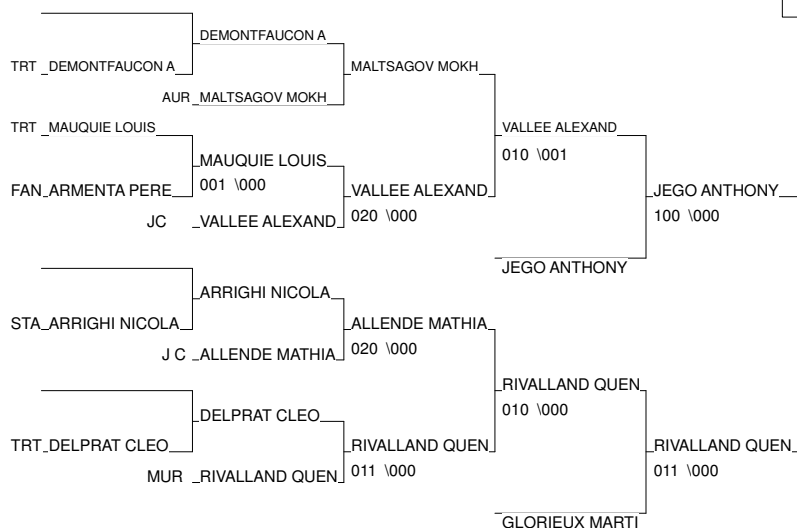 DEMONTFAUCON A
TRT DEMONTFAUCON A
MALTSAGOV MOKH
AUR MALTSAGOV MOKH
TRT MAUQUIE LOUIS
VALLEE ALEXAND
010 \001
MAUQUIE LOUIS
001 \000
FAN ARMENTA PERE
VALLEE ALEXAND
020 \000
JEGO ANTHONY
100 \000
JC VALLEE ALEXAND
JEGO ANTHONY
ARRIGHI NICOLA
STA ARRIGHI NICOLA
ALLENDE MATHIA
020 \000
J C ALLENDE MATHIA
RIVALLAND QUEN
010 \000
DELPRAT CLEO
TRT DELPRAT CLEO
RIVALLAND QUEN
011 \000
RIVALLAND QUEN
011 \000
MUR RIVALLAND QUEN
GLORIEUX MARTI